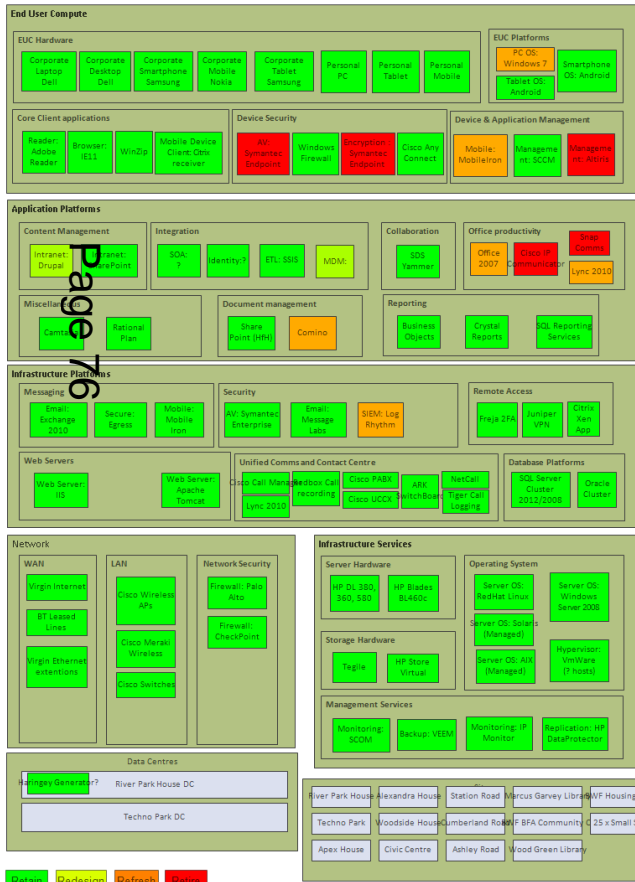 End User Compute
EUC Hardware
Corporate
Laptop
Dell
Corporate
Desktop
Dell
Corporate
Smartphone
Samsung
Corporate
Mobile
Nokia
Corporate
Tablet
Samsung
Personal
PC
Personal
Tablet
Personal
Mobile
EUC Platforms
PC OS:
Windows 7
Tablet OS:
Android
Smartphone
OS: Android
Core Client applications
Reader:
Adobe
Reader
Browser:
IE11
WinZip
Mobile Device
Client: Citrix
receiver
Device Security
AV:
Symantec
Endpoint
Windows
Firewall
Encryption :
Symantec
Endpoint
Cisco Any
Connect
Device & Application Management
Mobile:
MobileIron
Manageme
nt: SCCM
Manageme
nt: Altiris
Application Platforms
Content Management
Intranet:
Drupal
Intranet:
SharePoint
Integration
SOA:
?
Identity:?
ETL: SSIS
MDM:
Collaboration
SDS
Yammer
Office productivity
Office
2007
Cisco IP
Communicator
Snap
Comms
Lync 2010
Miscellaneous
Camtasia
Rational
Plan
Document management
Share
Point (HfH)
Comino
Reporting
Business
Objects
Crystal
Reports
SQL Reporting
Services
Page 76
Infrastructure Platforms
Messaging
Email:
Exchange
2010
Secure:
Egress
Mobile:
Mobile
Iron
Security
AV: Symantec
Enterprise
Email:
Message
Labs
SIEM: Log
Rhythm
Remote Access
Freja 2FA
Juniper
VPN
Citrix
Xen
App
Web Servers
Web Server:
IIS
Web Server:
Apache
Tomcat
Unified Comms and Contact Centre
Cisco Call Manager
Lync 2010
Redbox Call
recording
Cisco PABX
Cisco UCCX
ARK
SwitchBoard
NetCall
Tiger Call
Logging
Database Platforms
SQL Server
Cluster
2012/2008
Oracle
Cluster
Network
WAN
Virgin Internet
BT Leased
Lines
Virgin Ethernet
extentions
LAN
Cisco Wireless
APs
Cisco Meraki
Wireless
Cisco Switches
Network Security
Firewall: Palo
Alto
Firewall:
CheckPoint
Infrastructure Services
Server Hardware
HP DL 380,
360, 580
HP Blades
BL460c
Operating System
Server OS:
RedHat Linux
Server OS: Solaris
(Managed)
Server OS: AIX
(Managed)
Server OS:
Windows
Server 2008
Hypervisor:
VmWare
(? hosts)
Storage Hardware
Tegile
HP Store
Virtual
Management Services
Monitoring:
SCOM
Backup: VEEM
Monitoring: IP
Monitor
Replication: HP
DataProtector
Data Centres
Haringey Generator?
River Park House DC
Techno Park DC
River Park House
Alexandra House
Station Road
Marcus Garvey Library
Housing
Techno Park
Woodside House
Cumberland Road
BFA Community
25 x Small
Apex House
Civic Centre
Ashley Road
Wood Green Library
Retain
Redesign
Refresh